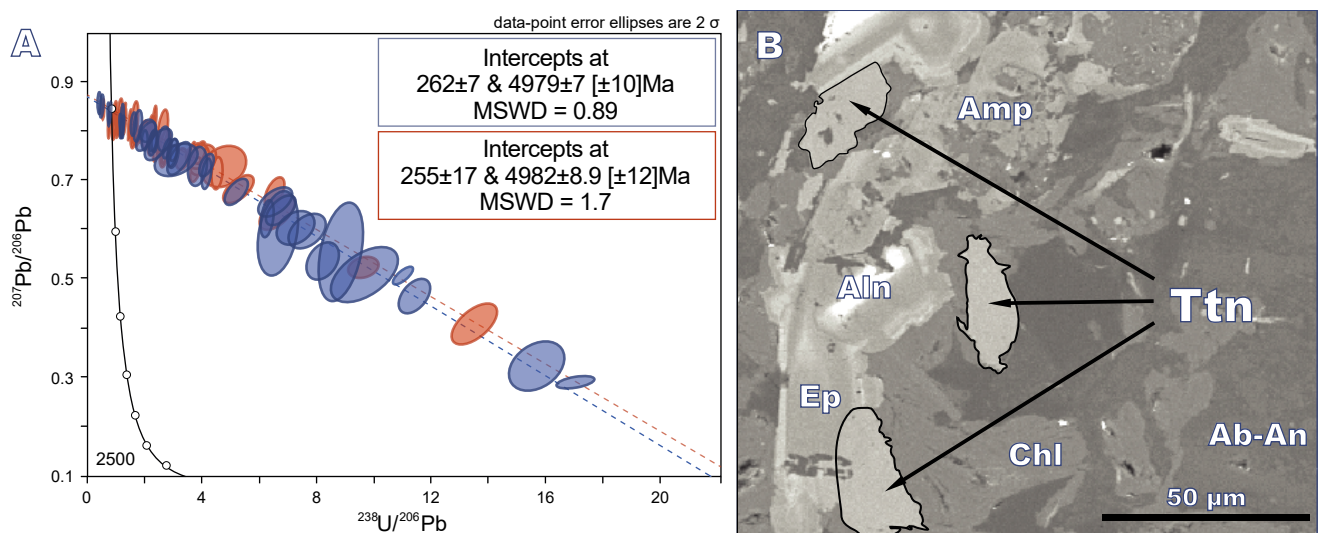 A
data-point error ellipses are 2 σ
Intercepts at
262±7 & 4979±7 [±10]Ma
MSWD = 0.89
Intercepts at
255±17 & 4982±8.9 [±12]Ma
MSWD = 1.7
0.9
0.7
0.5
0.3
0.1
207Pb/206Pb
2500
0
4
8
12
16
20
238U/206Pb
B
Amp
Aln
Ttn
Ep
Chl
Ab-An
50 µm